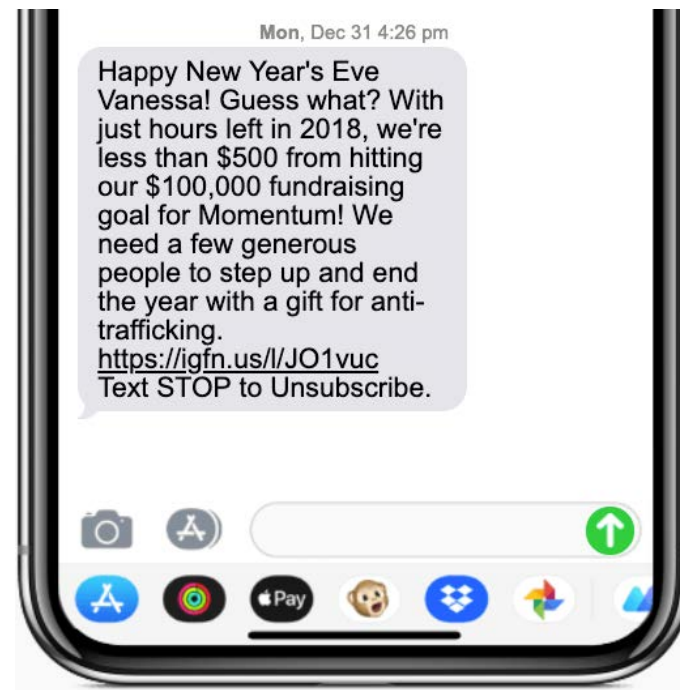 Mon, Dec 31 4:26 pm
Happy New Year's Eve
Vanessa! Guess what? With
just hours left in 2018, we're
less than $500 from hitting
our $100,000 fundraising
goal for Momentum! We
need a few generous
people to step up and end
the year with a gift for anti-
trafficking.
https://igfn.us/l/JO1vuc
Text STOP to Unsubscribe.
Pay